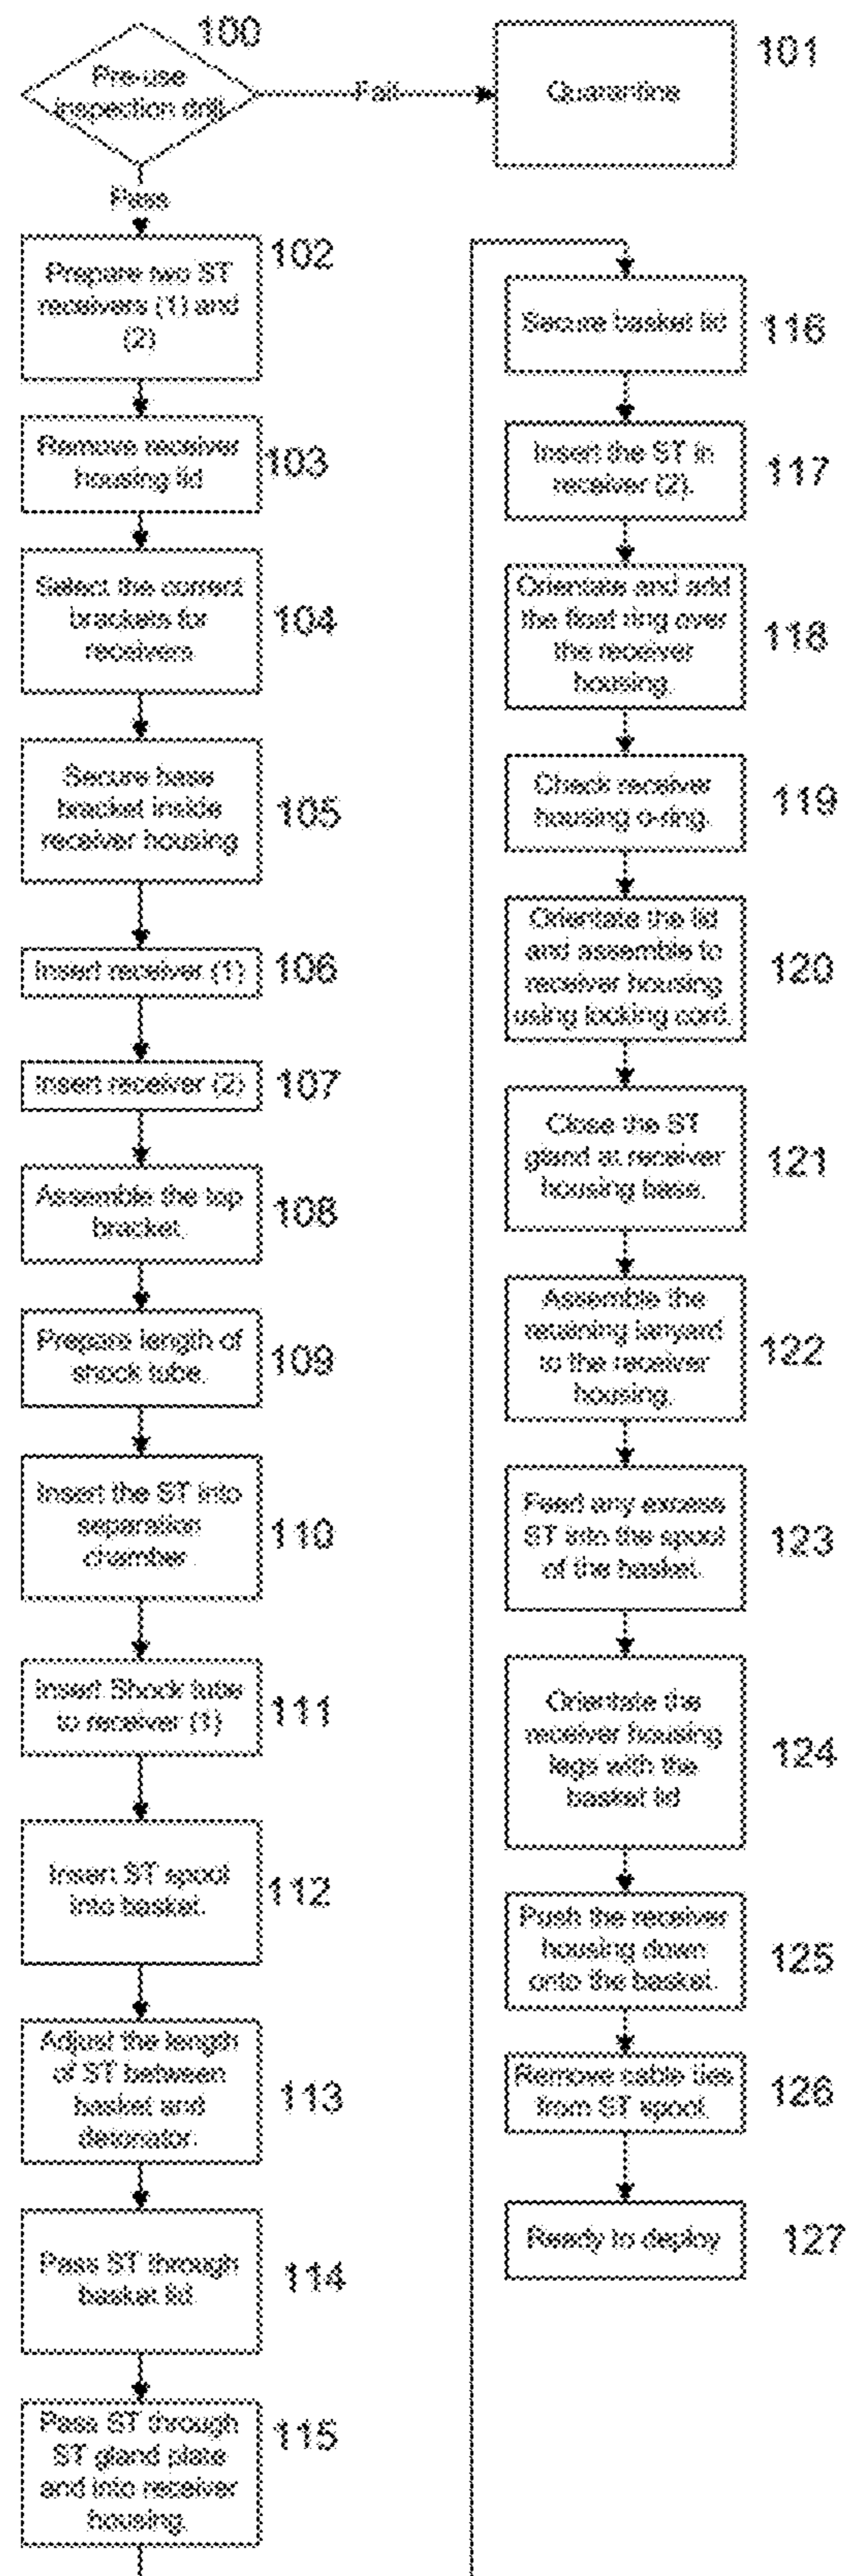 100
Pre-use
inspection drill
Fail
Quarantine
101
Pass
Prepare two ST
receivers (1) and
(2)
102
Remove receiver
housing lid
103
Select the correct
brackets for
receivers.
104
Secure base
bracket inside
receiver housing
105
Insert receiver (1)
106
Insert receiver (2)
107
Assemble the top
bracket.
108
Prepare length of
shock tube.
109
Insert the ST into
separation
chamber.
110
Insert Shock tube
to receiver (1)
111
Insert ST spool
into basket.
112
Adjust the length
of ST between
basket and
detonator.
113
Pass ST through
basket lid
114
Pass ST through
ST gland plate
and into receiver
housing.
115
Secure basket lid
116
Insert the ST in
receiver (2).
117
Orientate and add
the float ring over
the receiver
housing.
118
Check receiver
housing o-ring.
119
Orientate the lid
and assemble to
receiver housing
using locking cord.
120
Close the ST
gland at receiver
housing base.
121
Assemble the
retaining lanyard
to the receiver
housing.
122
Feed any excess
ST into the spool
of the basket.
123
Orientate the
receiver housing
legs with the
basket lid
124
Push the receiver
housing down
onto the basket.
125
Remove cable ties
from ST spool.
126
Ready to deploy
127